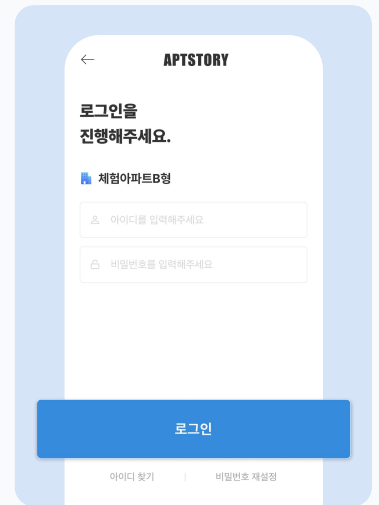 APTSTORY
로그인을
진행해주세요.
체험아파트B형
아이디를 입력해주세요
비밀번호를 입력해주세요
로그인
아이디 찾기 | 비밀번호 재설정